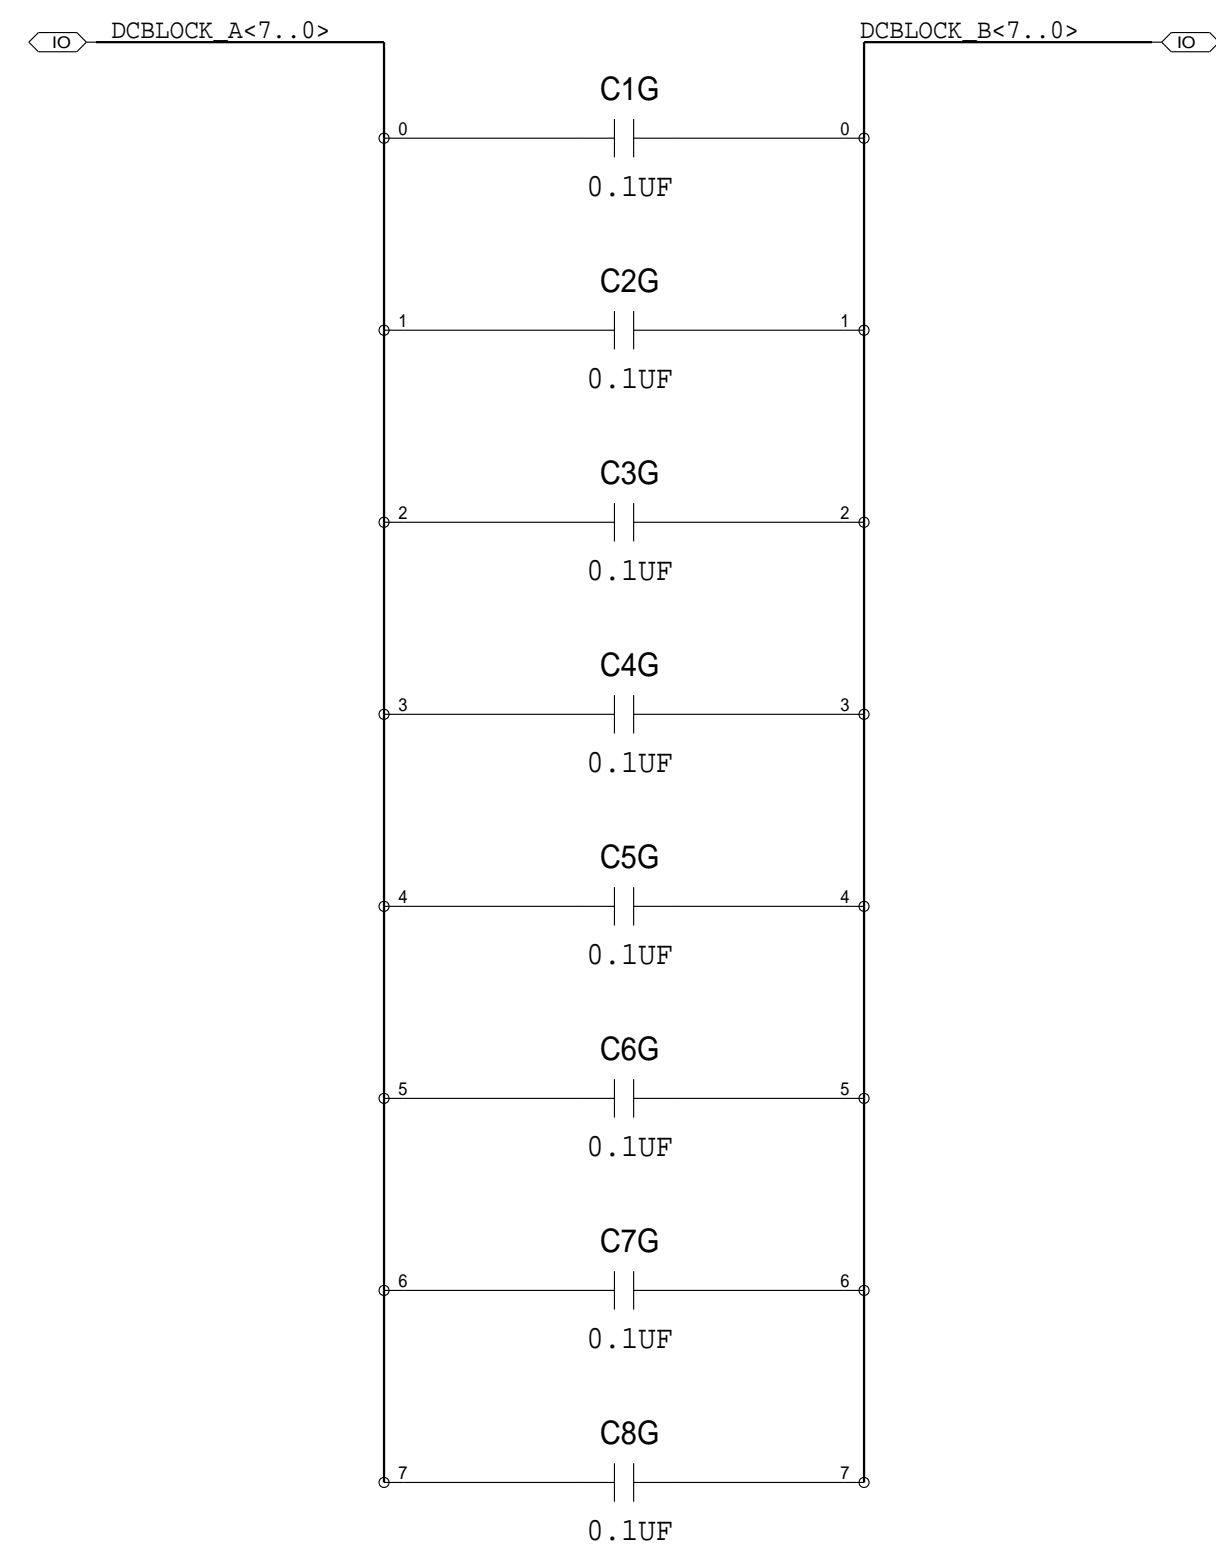 DCBLOCK_A<7..0> DCBLOCK_B<7..0>
IO IO
C1G
0 0
0.1UF
C2G
1 1
0.1UF
C3G
2 2
0.1UF
C4G
3 3
0.1UF
C5G
4 4
0.1UF
C6G
5 5
0.1UF
C7G
6 6
0.1UF
C8G
7 7
0.1UF